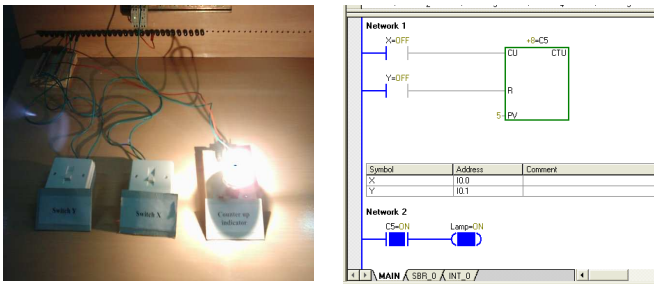 Switch Y
Switch X
Counter up
indicator
Network 1
X=OFF
+8=C5
CU CTU
Y=OFF
R
5 PV
Symbol Address Comment
X I0.0
Y I0.1
Network 2
C5=ON Lamp=ON
MAIN SBR_0 INT_0